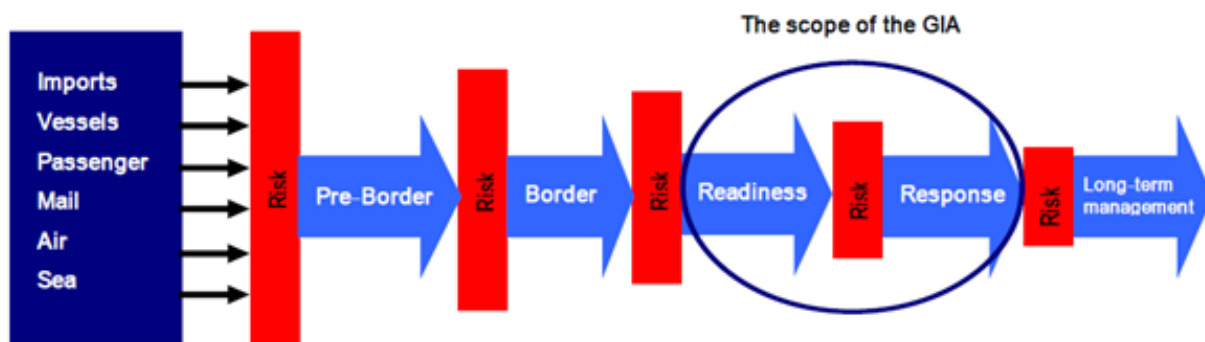 The scope of the GIA
Imports
Vessels
Passenger
Mail
Air
Sea
Risk
Pre-Border
Risk
Border
Risk
Readiness
Risk
Response
Risk
Long-term
management